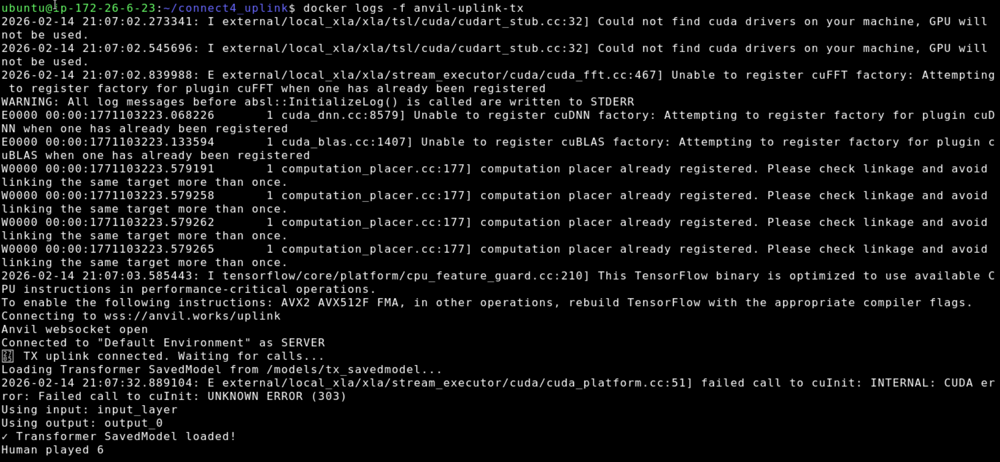 ubuntu@ip-172-26-6-23:~/connect4_uplink$ docker logs -f anvil-uplink-tx
2026-02-14 21:07:02.273341: I external/local_xla/xla/tsl/cuda/cudart_stub.cc:32] Could not find cuda drivers on your machine, GPU will
not be used.
2026-02-14 21:07:02.545696: I external/local_xla/xla/tsl/cuda/cudart_stub.cc:32] Could not find cuda drivers on your machine, GPU will
not be used.
2026-02-14 21:07:02.839988: E external/local_xla/xla/stream_executor/cuda/cuda_fft.cc:467] Unable to register cuFFT factory: Attempting
 to register factory for plugin cuFFT when one has already been registered
WARNING: All log messages before absl::InitializeLog() is called are written to STDERR
E0000 00:00:1771103223.068226       1 cuda_dnn.cc:8579] Unable to register cuDNN factory: Attempting to register factory for plugin cuD
NN when one has already been registered
E0000 00:00:1771103223.133594       1 cuda_blas.cc:1407] Unable to register cuBLAS factory: Attempting to register factory for plugin c
uBLAS when one has already been registered
W0000 00:00:1771103223.579191       1 computation_placer.cc:177] computation placer already registered. Please check linkage and avoid
linking the same target more than once.
W0000 00:00:1771103223.579258       1 computation_placer.cc:177] computation placer already registered. Please check linkage and avoid
linking the same target more than once.
W0000 00:00:1771103223.579262       1 computation_placer.cc:177] computation placer already registered. Please check linkage and avoid
linking the same target more than once.
W0000 00:00:1771103223.579265       1 computation_placer.cc:177] computation placer already registered. Please check linkage and avoid
linking the same target more than once.
2026-02-14 21:07:03.585443: I tensorflow/core/platform/cpu_feature_guard.cc:210] This TensorFlow binary is optimized to use available C
PU instructions in performance-critical operations.
To enable the following instructions: AVX2 AVX512F FMA, in other operations, rebuild TensorFlow with the appropriate compiler flags.
Connecting to wss://anvil.works/uplink
Anvil websocket open
Connected to "Default Environment" as SERVER
✅ TX uplink connected. Waiting for calls...
Loading Transformer SavedModel from /models/tx_savedmodel...
2026-02-14 21:07:32.889104: E external/local_xla/xla/stream_executor/cuda/cuda_platform.cc:51] failed call to cuInit: INTERNAL: CUDA er
ror: Failed call to cuInit: UNKNOWN ERROR (303)
Using input: input_layer
Using output: output_0
✓ Transformer SavedModel loaded!
Human played 6